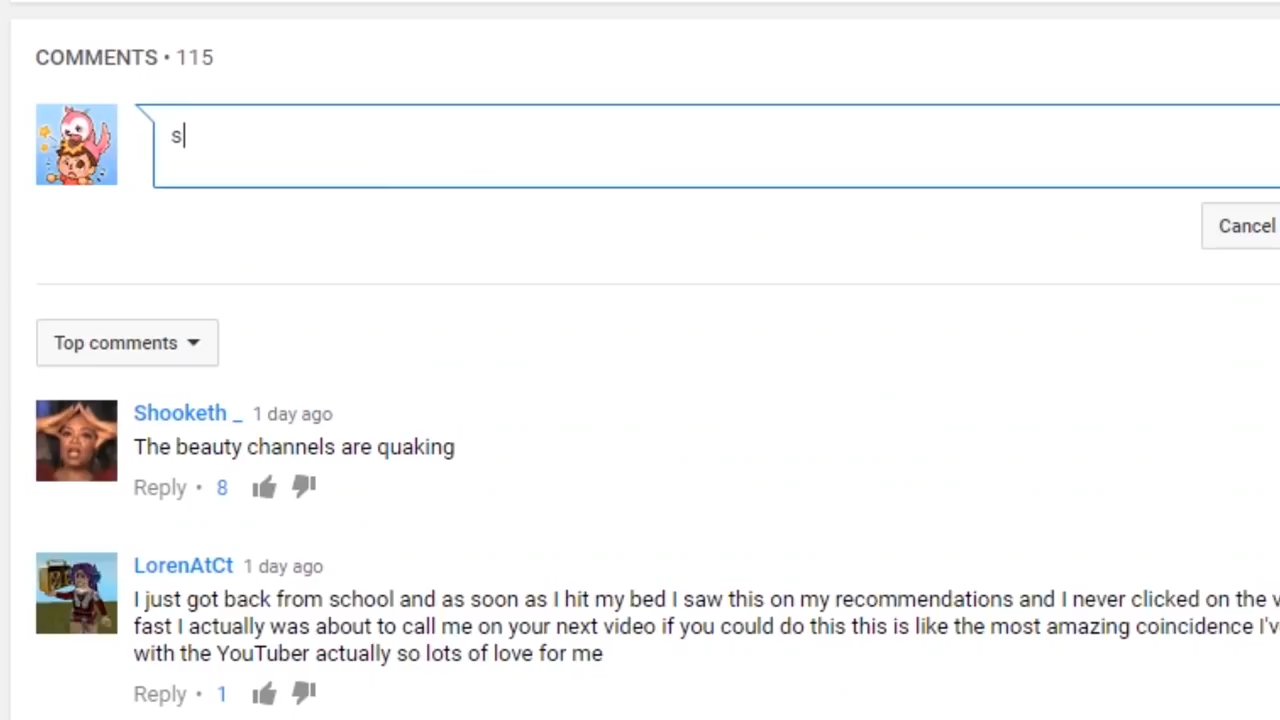 COMMENTS • 115
s
Cancel
Top comments
Shooketh _ 1 day ago
The beauty channels are quaking
Reply • 8
LorenAtCt 1 day ago
I just got back from school and as soon as I hit my bed I saw this on my recommendations and I never clicked on the v
fast I actually was about to call me on your next video if you could do this this is like the most amazing coincidence I'v
with the YouTuber actually so lots of love for me
Reply • 1